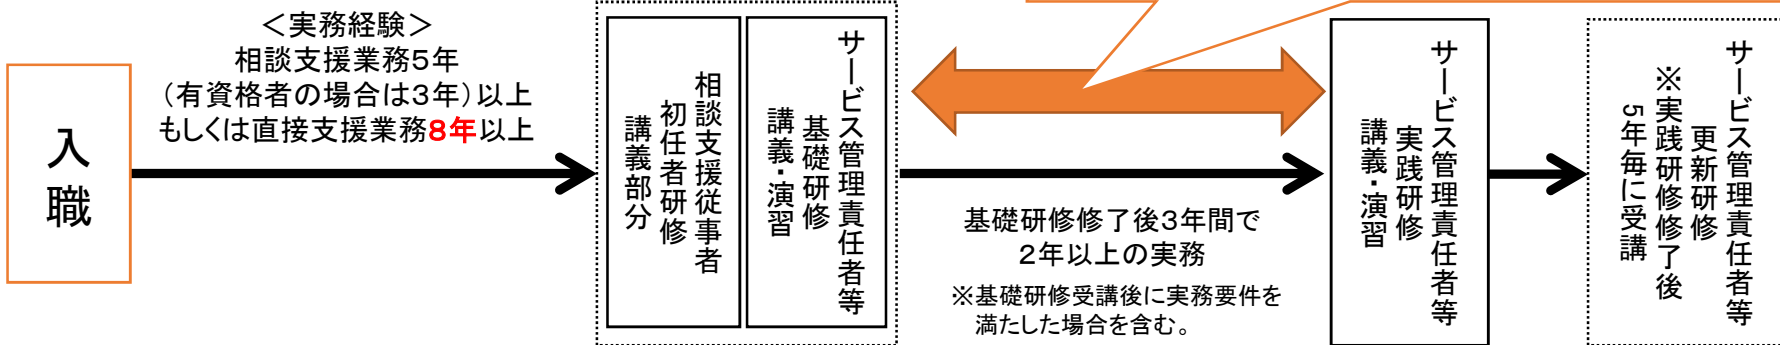 入職
＜実務経験＞
相談支援業務５年
（有資格者の場合は３年）以上
もしくは直接支援業務８年以上
相談支援従事者
初任者研修
講義部分
サービス管理責任者等
基礎研修
講義・演習
基礎研修修了後３年間で
２年以上の実務
※基礎研修受講後に実務要件を
満たした場合を含む。
サービス管理責任者等
実践研修
講義・演習
サービス管理責任者等
更新研修
※実践研修修了後
５年毎に受講